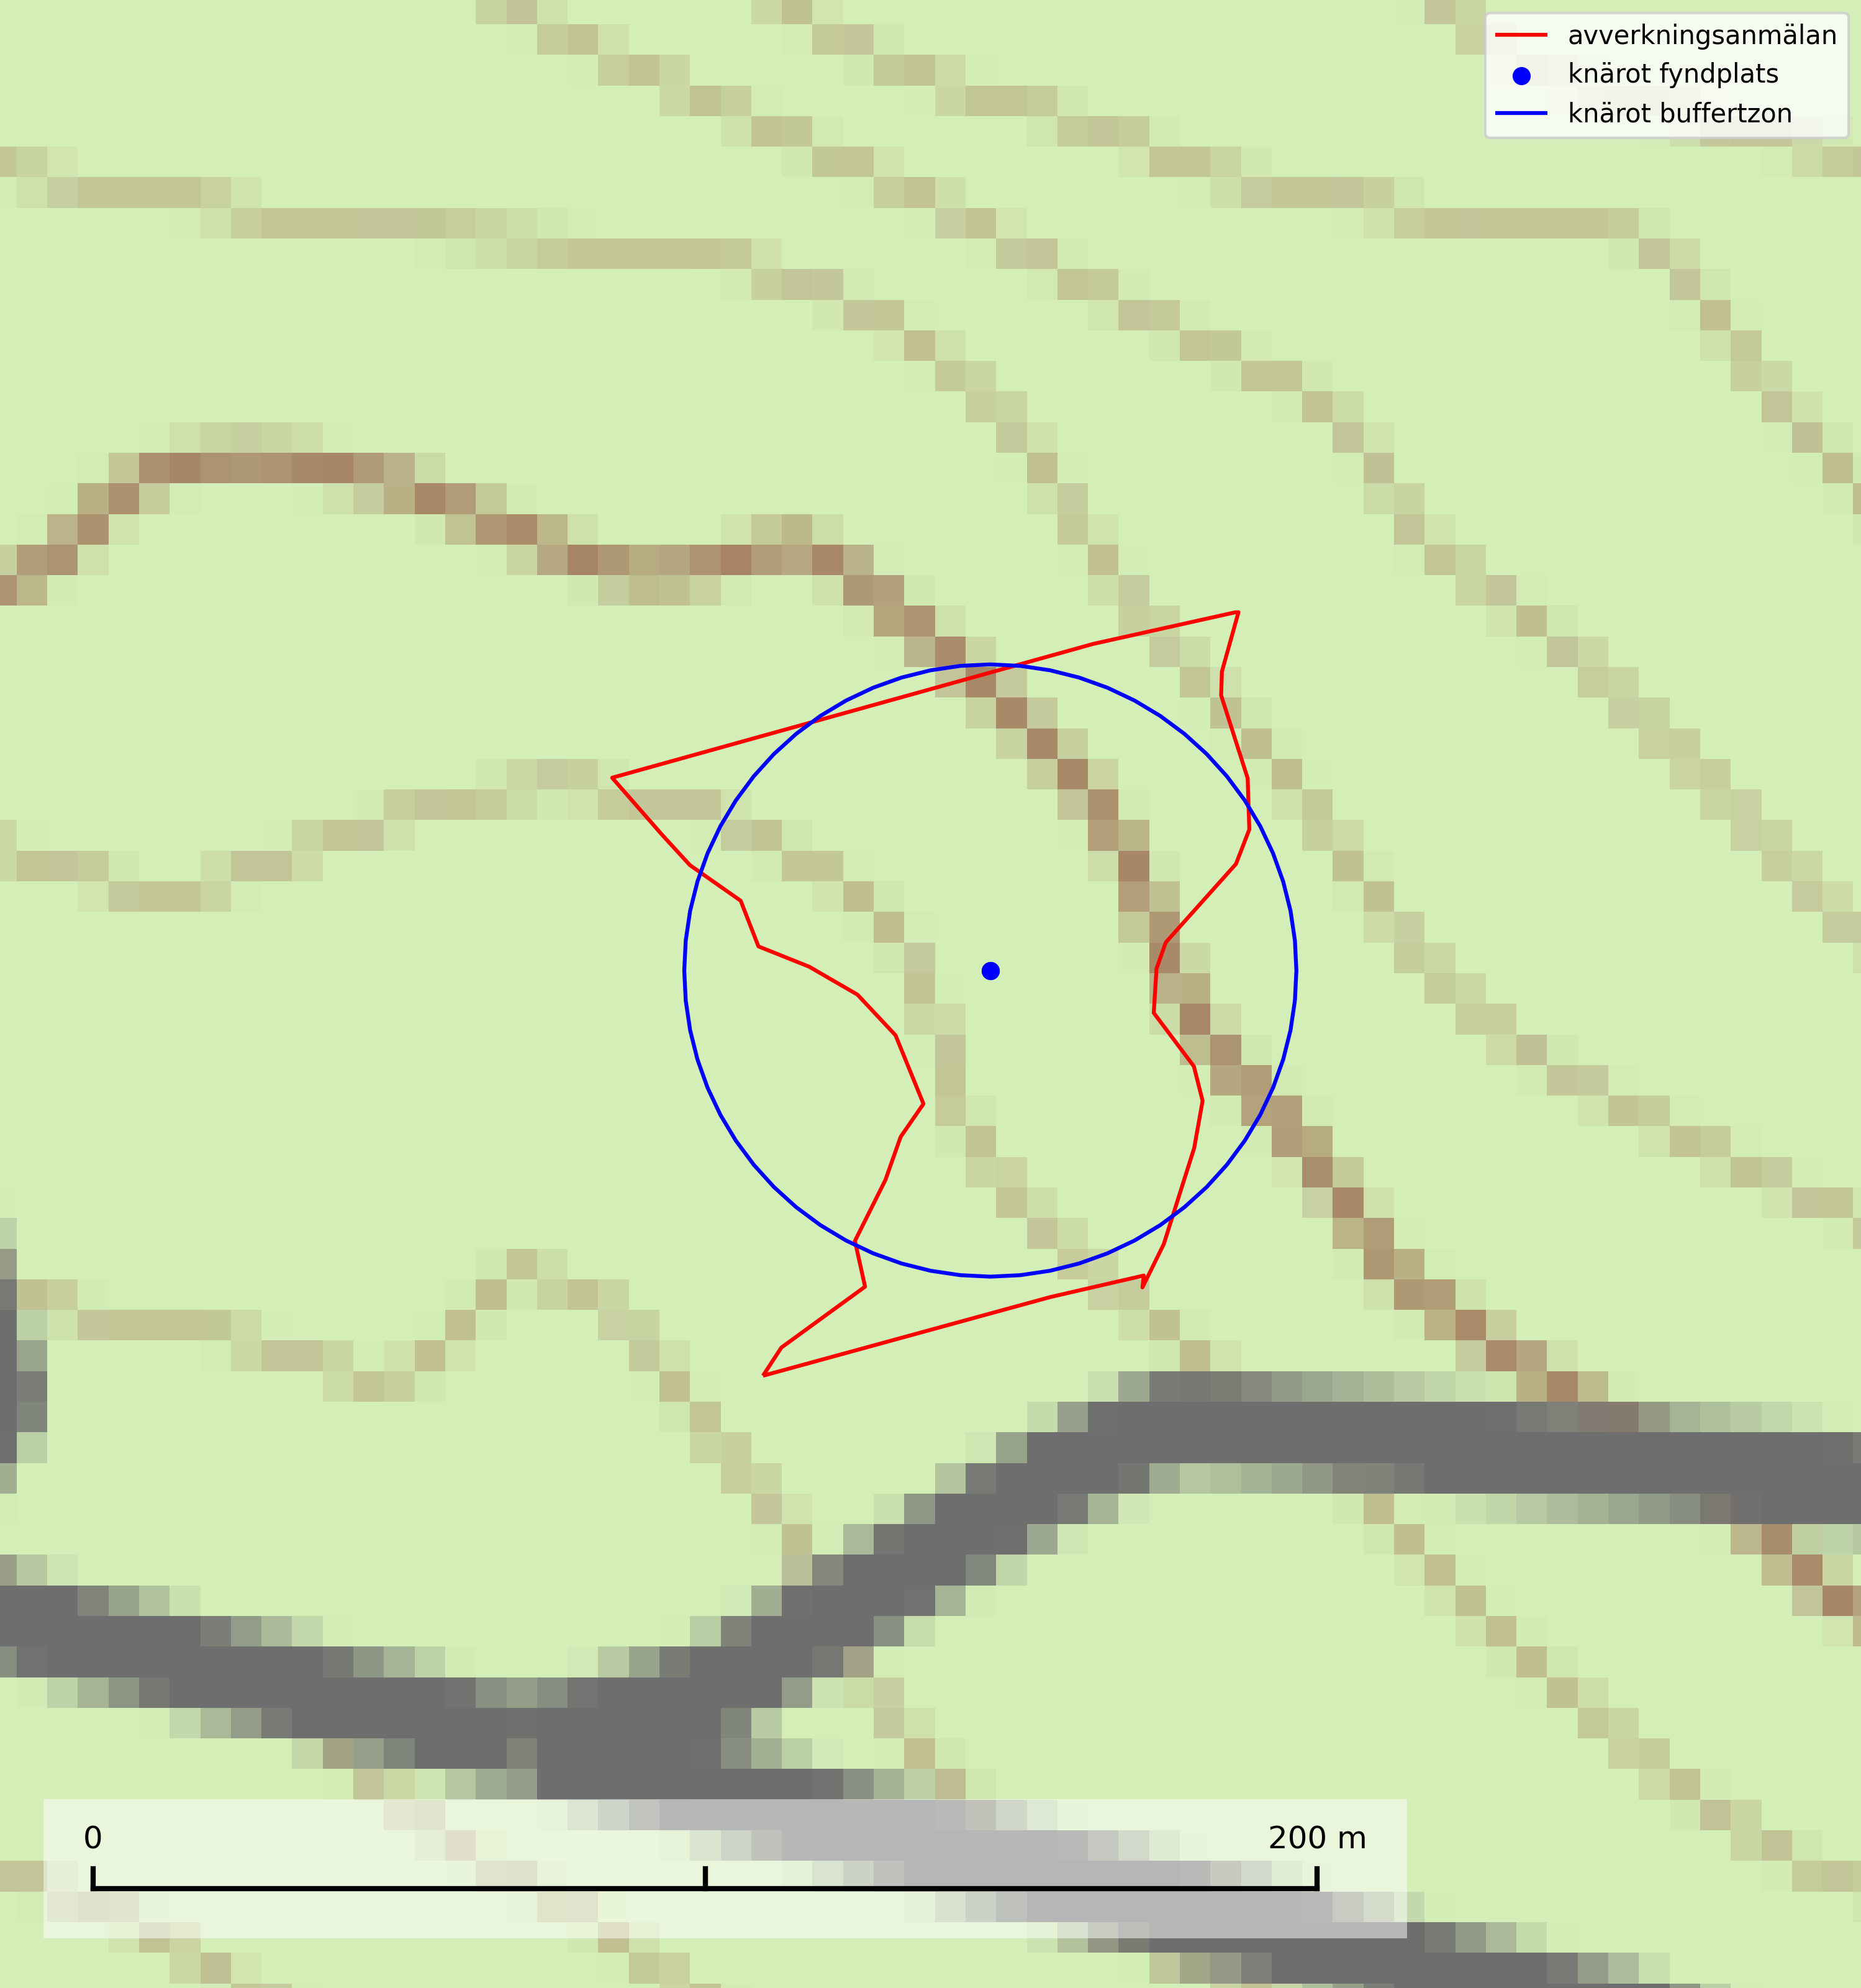 avverkningsanmälan
knärot fyndplats
knärot buffertzon
0
200 m